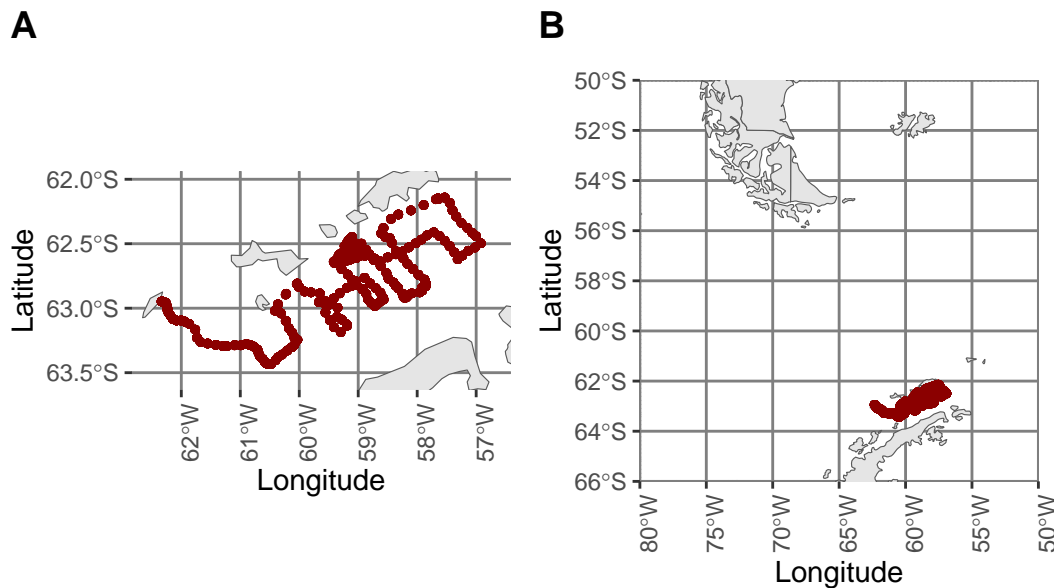 A
62.0°S
62.5°S
63.0°S
63.5°S
Latitude
62°W
61°W
60°W
59°W
58°W
57°W
Longitude
B
50°S
52°S
54°S
56°S
58°S
60°S
62°S
64°S
66°S
Latitude
80°W
75°W
70°W
65°W
60°W
55°W
50°W
Longitude